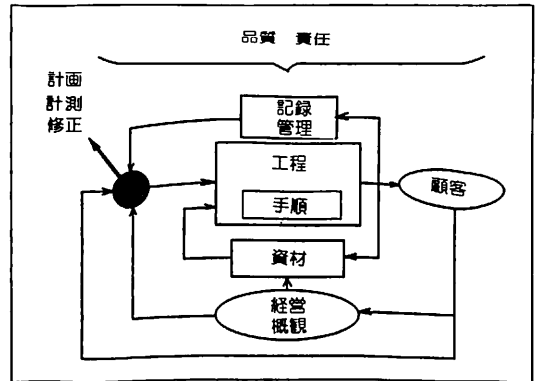 品質 責任
計画
計測
修正
記録
管理
工程
手順
顧客
資材
経営
概観